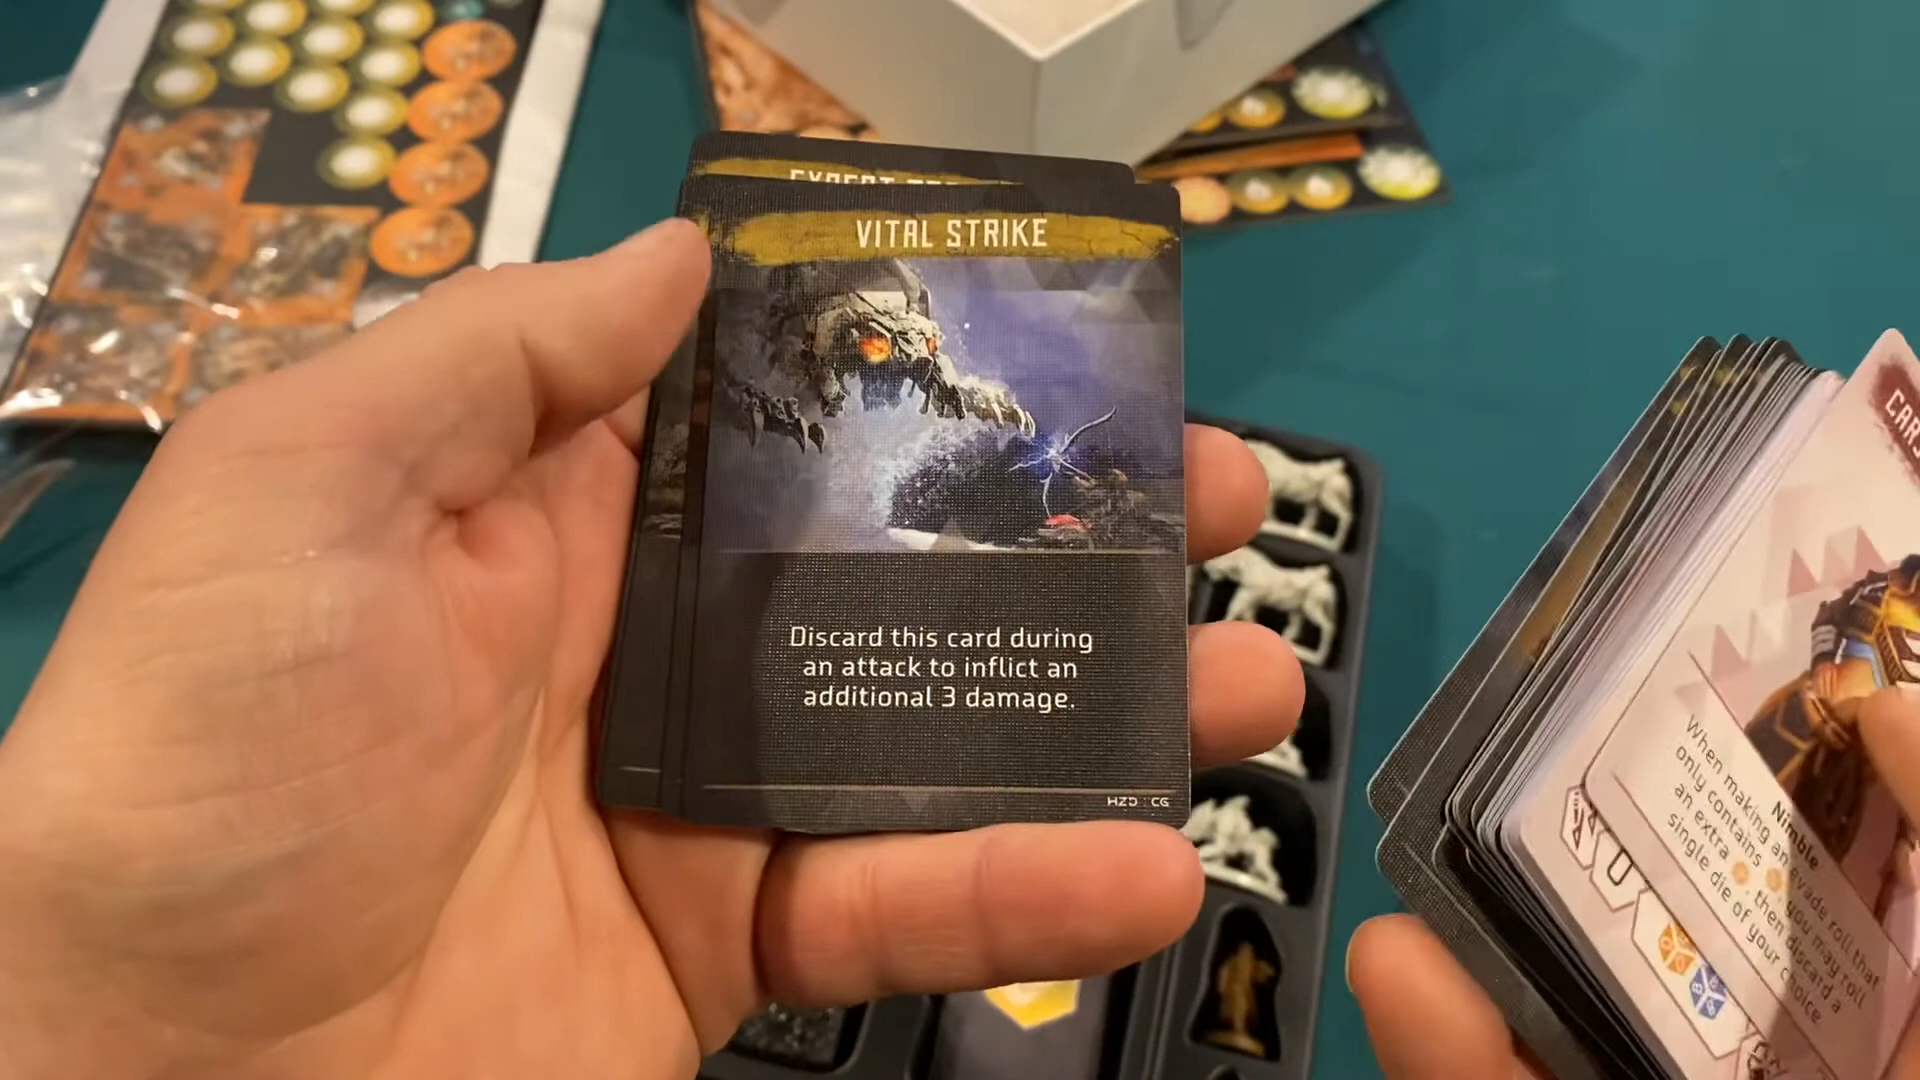 EXPERT
VITAL STRIKE
Discard this card during
an attack to inflict an
additional 3 damage.
HZD : CG
Nimble
When making an evade roll that
only contains , you may roll
an extra , then discard a
single die of your choice.